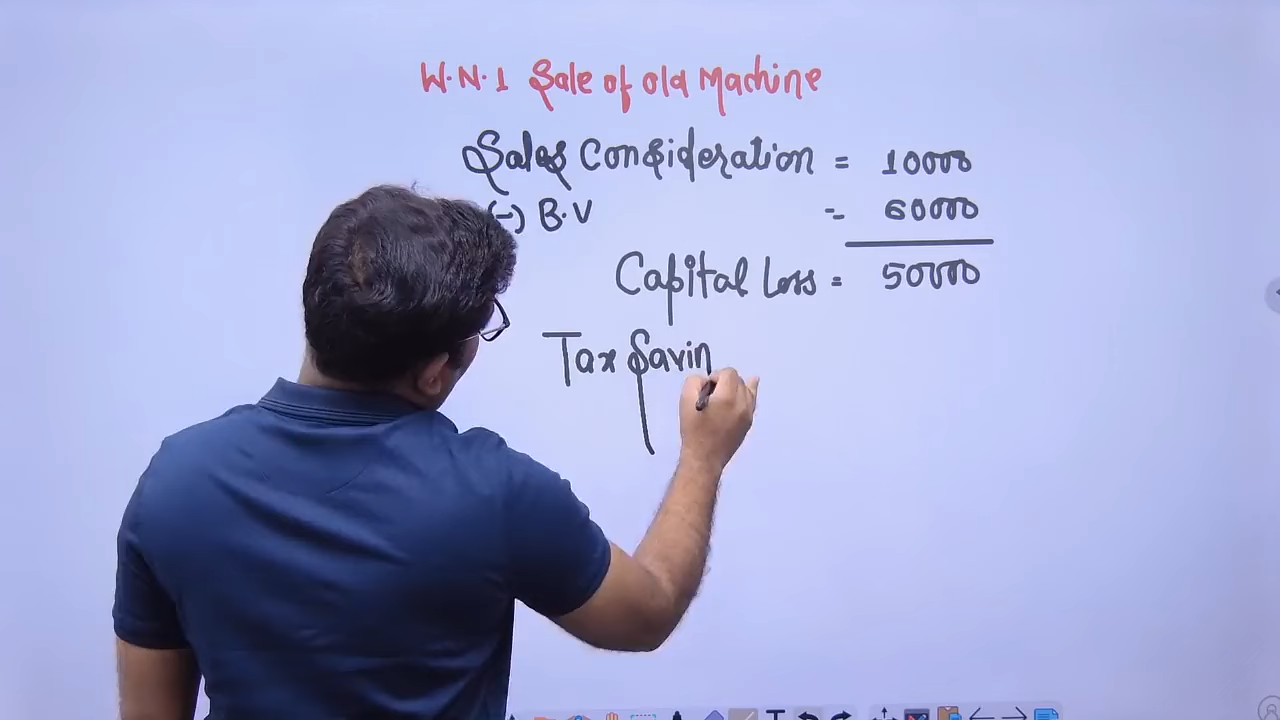 W.N.1 Sale of old Machine
Sales Consideration = 10000
(-) B.V = 60000
Capital Loss = 50000
Tax Savin